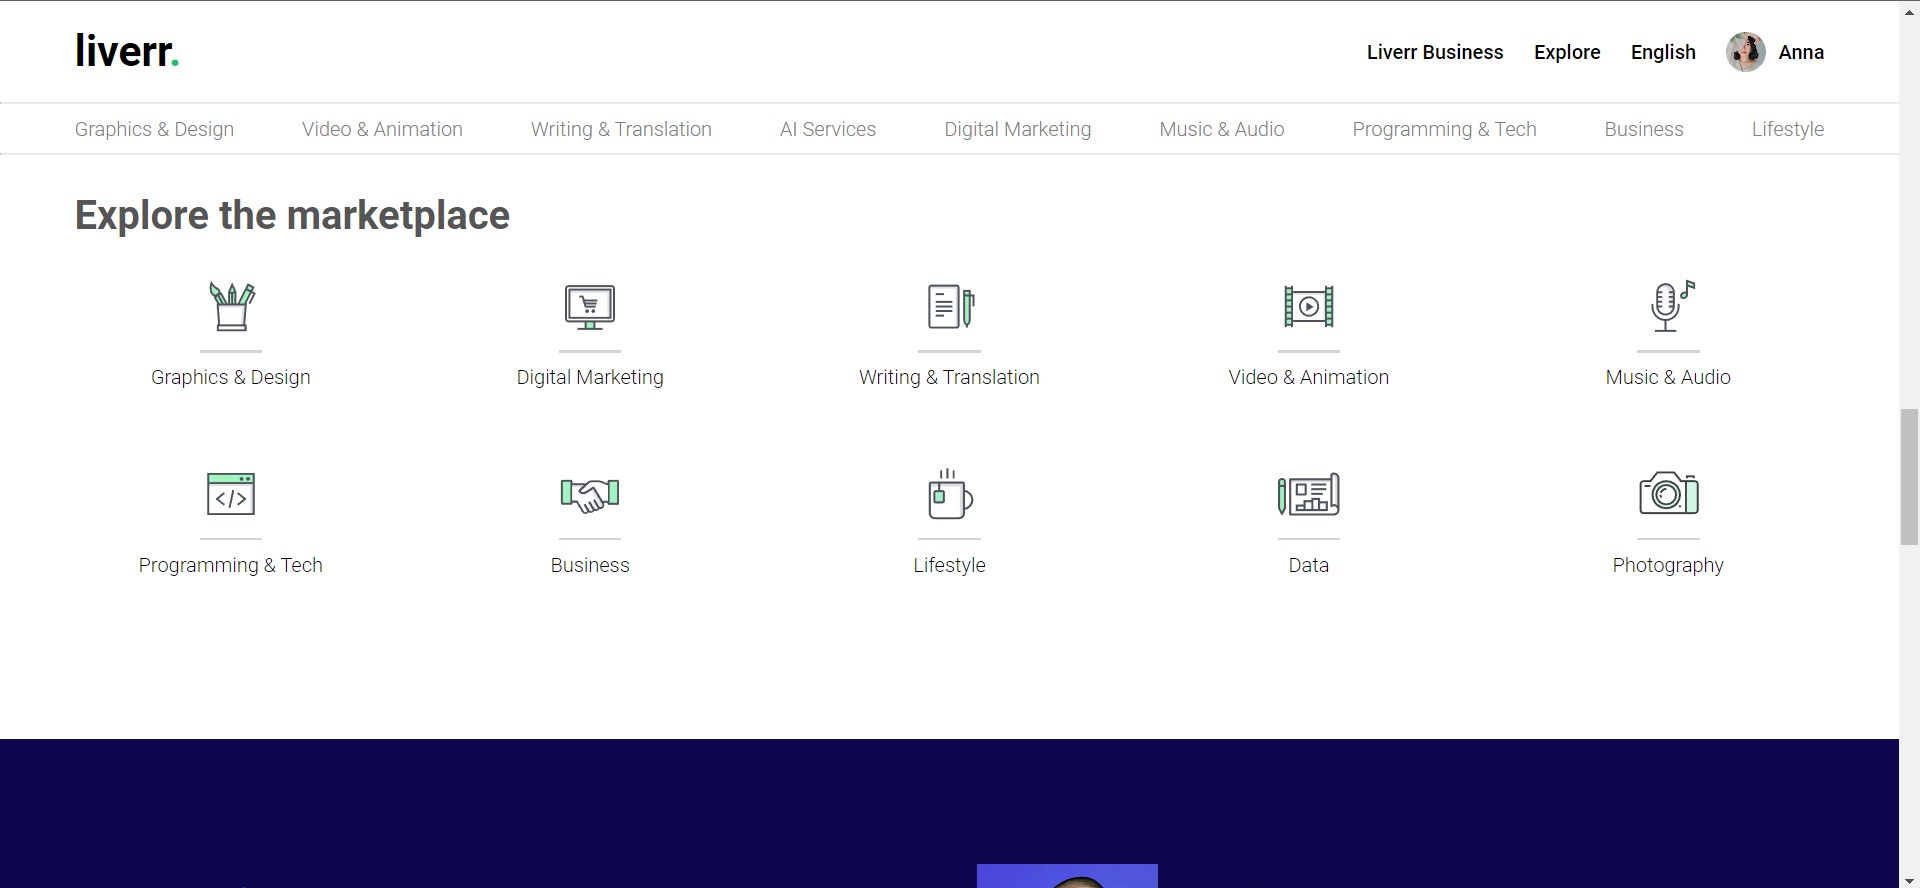 liverr.
Liverr Business Explore English Anna
Graphics & Design Video & Animation Writing & Translation AI Services Digital Marketing Music & Audio Programming & Tech Business Lifestyle
Explore the marketplace
Graphics & Design Digital Marketing Writing & Translation Video & Animation Music & Audio
</>
Programming & Tech Business Lifestyle Data Photography